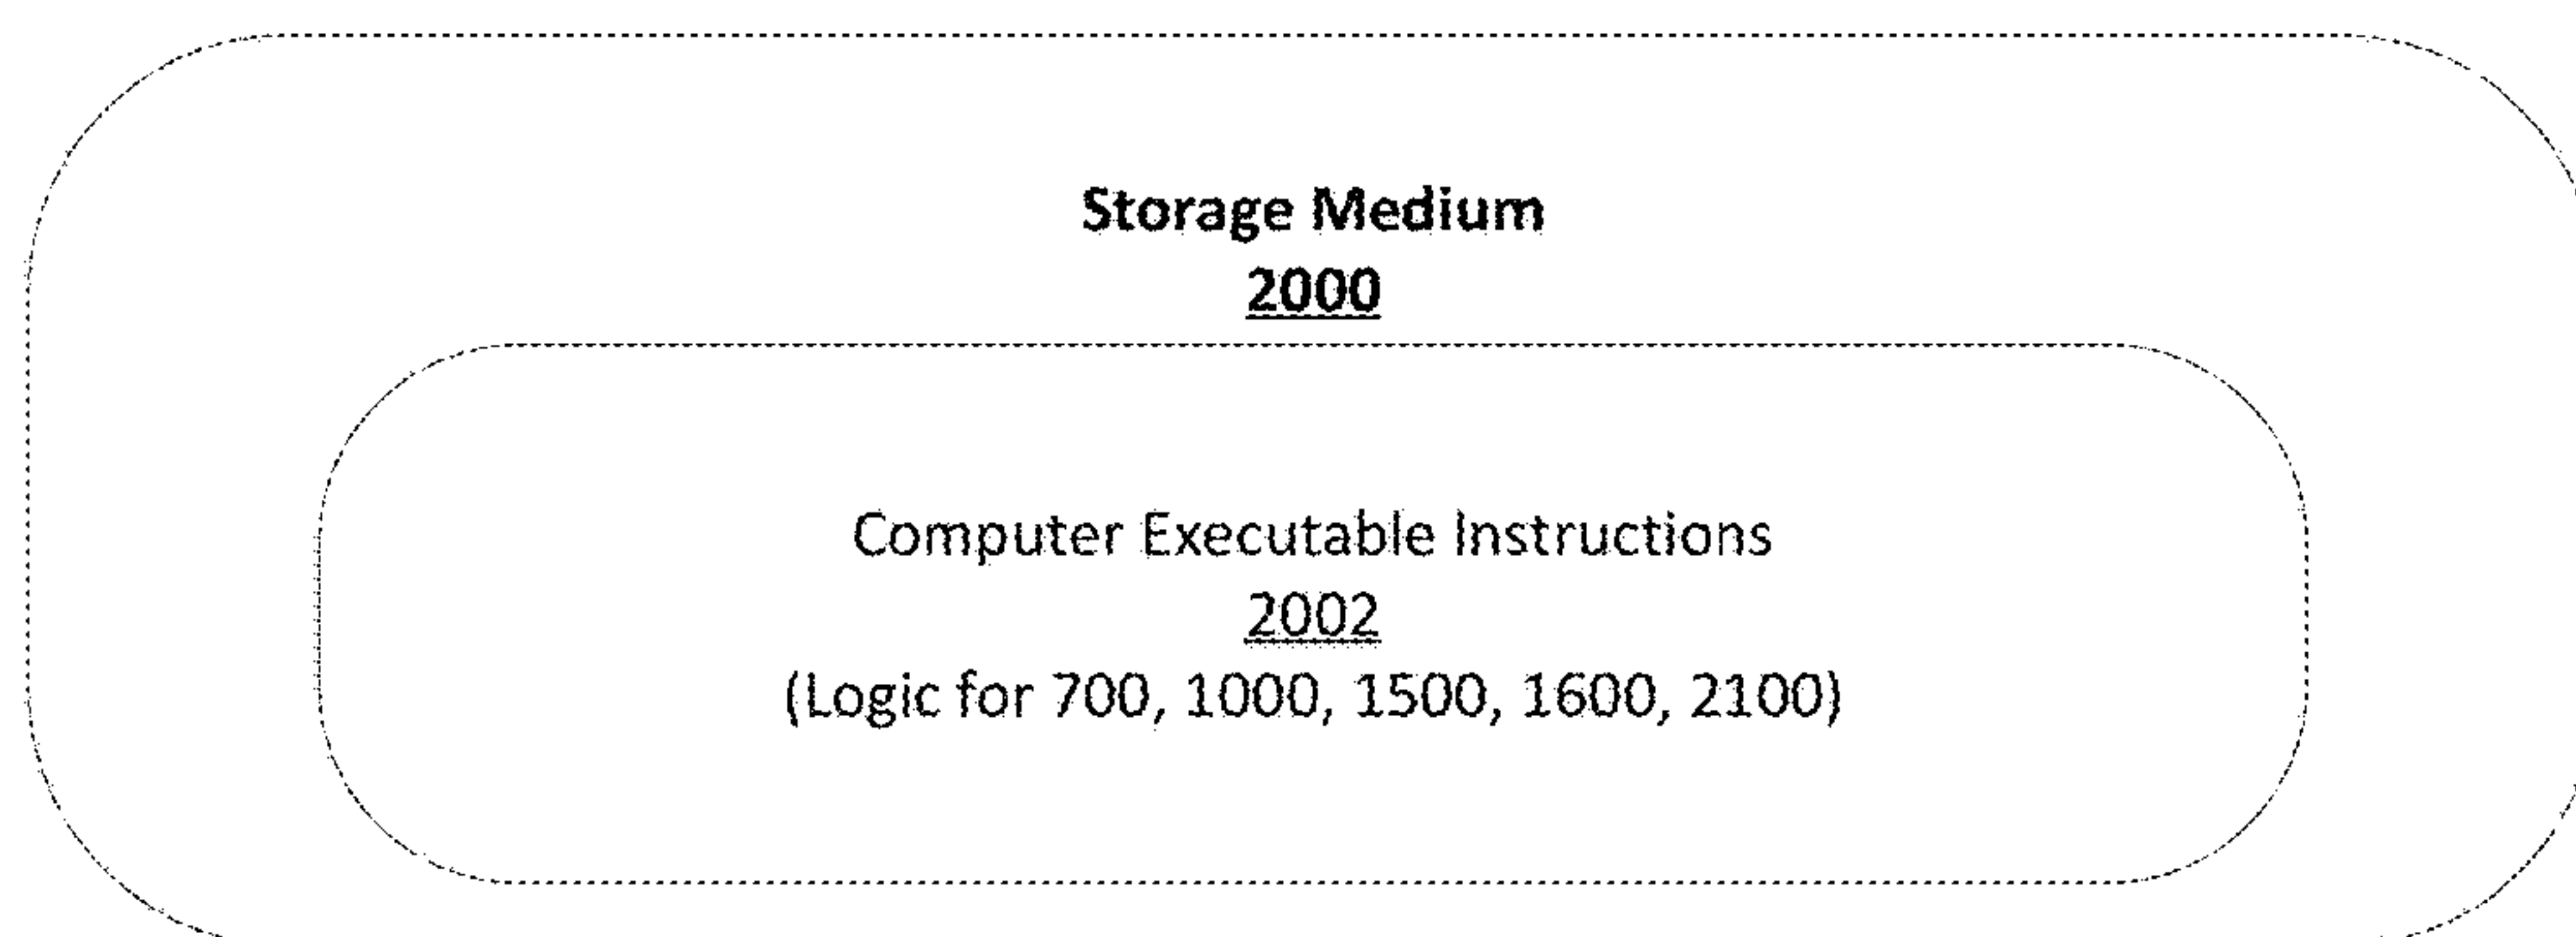 Storage Medium
2000
Computer Executable Instructions
2002
(Logic for 700, 1000, 1500, 1600, 2100)